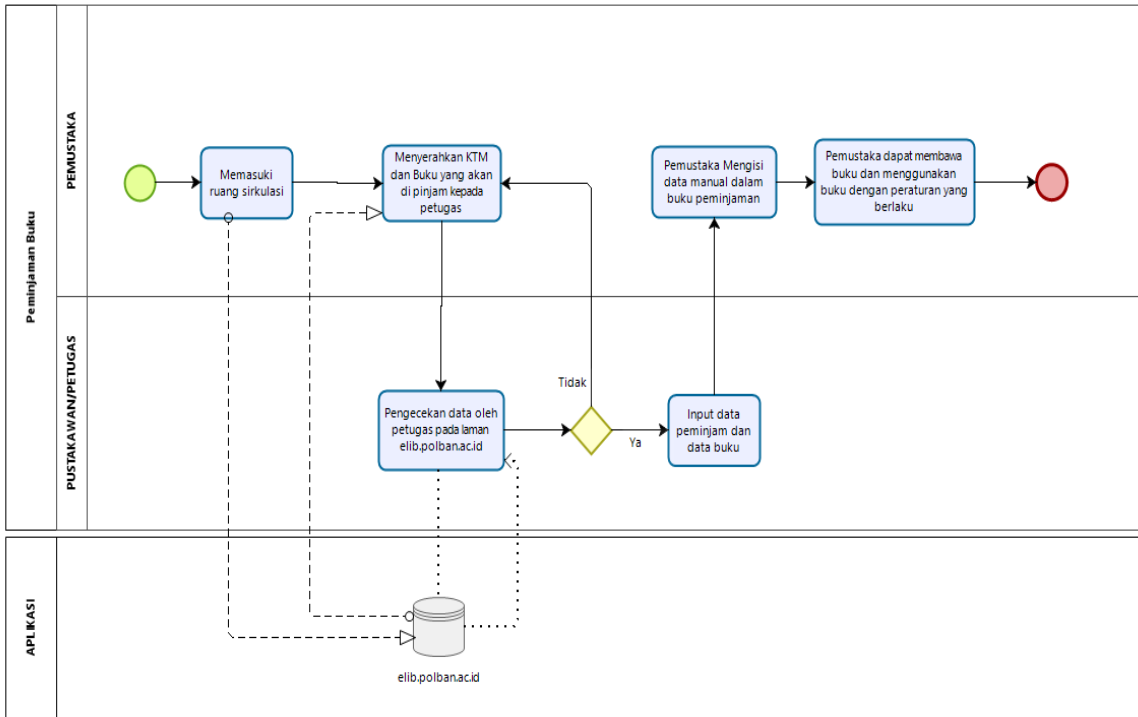 Peminjaman Buku
PEMUSTAKA
Memasuki
ruang sirkulasi
Menyerahkan KTM
dan Buku yang akan
di pinjam kepada
petugas
Pemustaka Mengisi
data manual dalam
buku peminjaman
Pemustaka dapat membawa
buku dan menggunakan
buku dengan peraturan yang
berlaku
PUSTAKAWAN/PETUGAS
Pengecekan data oleh
petugas pada laman
elib.polban.ac.id
Tidak
Ya
Input data
peminjam dan
data buku
APLIKASI
elib.polban.ac.id